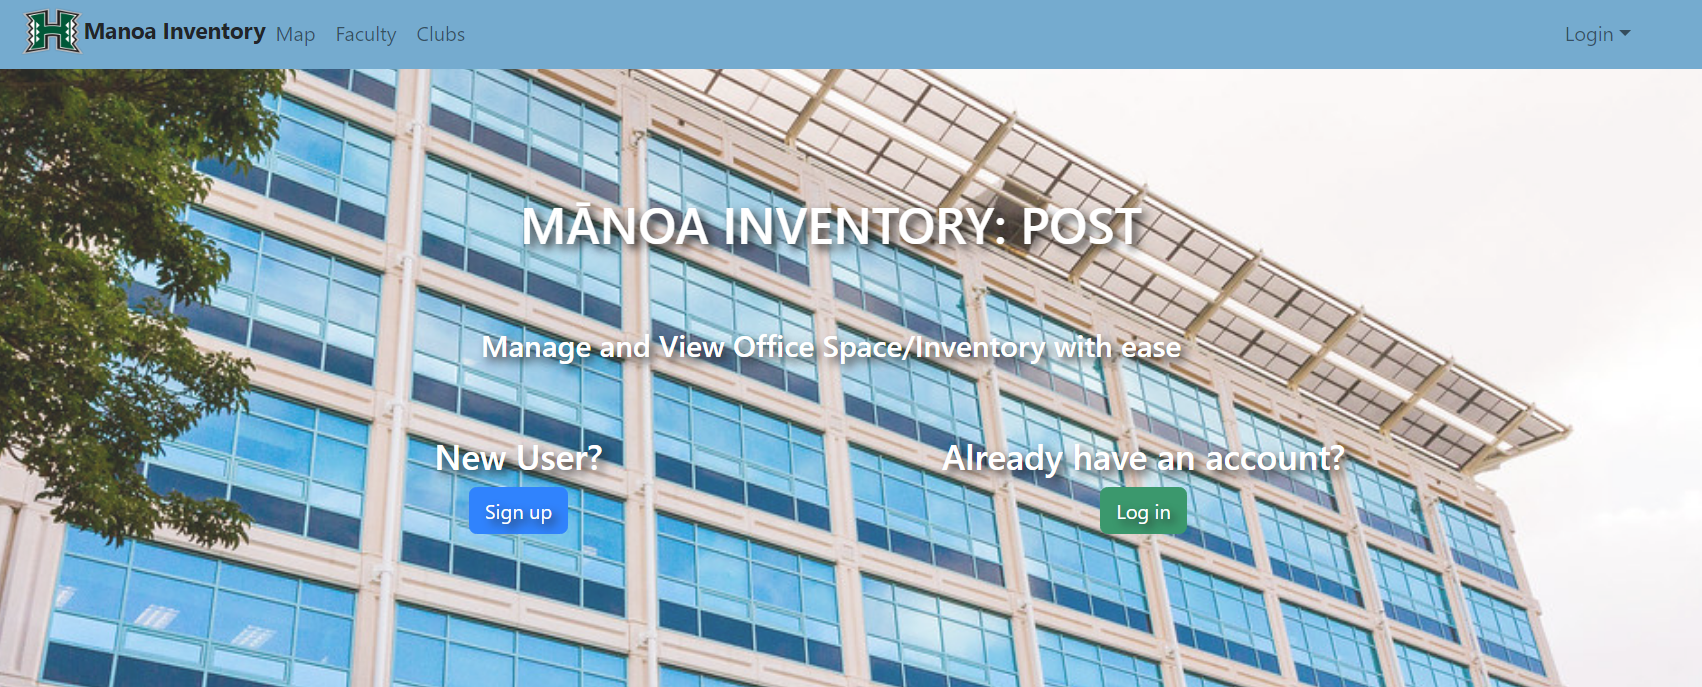 Manoa Inventory Map Faculty Clubs Login
MĀNOA INVENTORY: POST
Manage and View Office Space/Inventory with ease
New User? Already have an account?
Sign up Log in